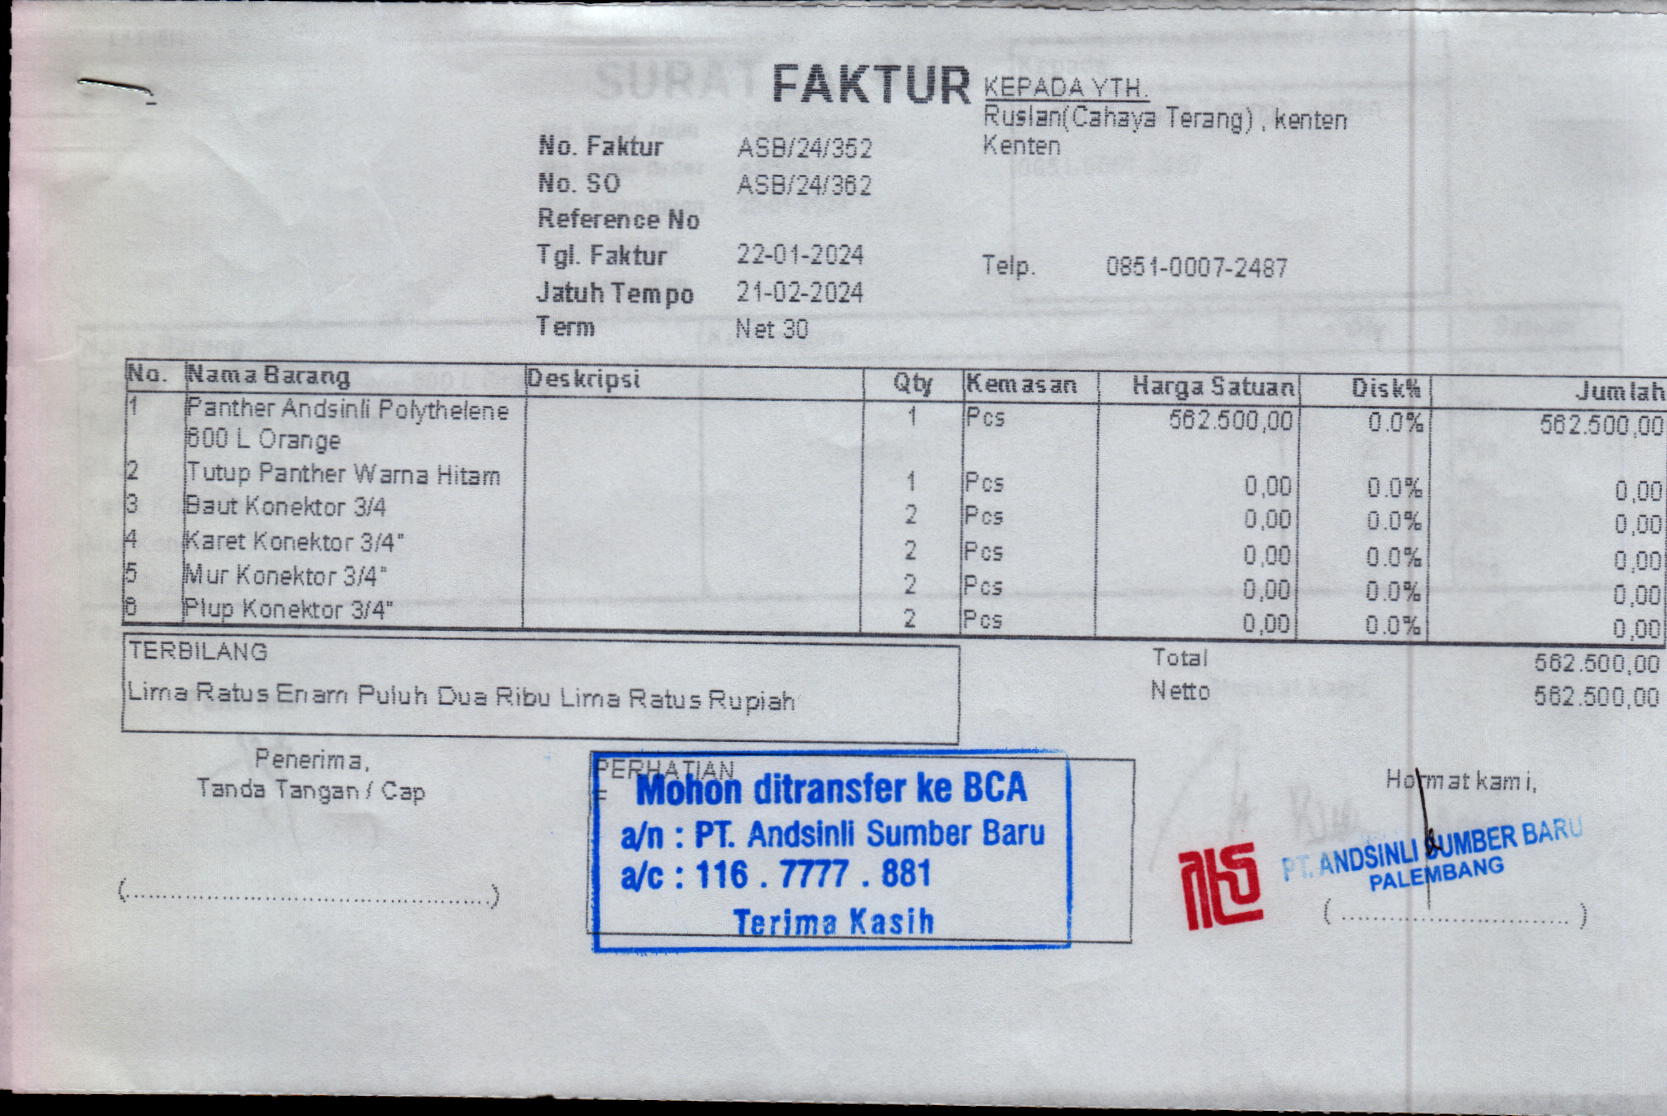 FAKTUR
KEPADA YTH.
Ruslan(Cahaya Terang) , kenten
Kenten
No. Faktur ASB/24/352
No. SO ASB/24/362
Reference No
Tgl. Faktur 22-01-2024
Telp. 0851-0007-2487
Jatuh Tempo 21-02-2024
Term Net 30
No. Nama Barang Deskripsi Qty Kemasan Harga Satuan Disk% Jumlah
1 Panther Andsinli Polythelene 1 Pcs 562.500,00 0.0% 562.500,00
600 L Orange
2 Tutup Panther Warna Hitam 1 Pcs 0,00 0.0% 0,00
3 Baut Konektor 3/4 2 Pcs 0,00 0.0% 0,00
4 Karet Konektor 3/4" 2 Pcs 0,00 0.0% 0,00
5 Mur Konektor 3/4" 2 Pcs 0,00 0.0% 0,00
6 Plup Konektor 3/4" 2 Pcs 0,00 0.0% 0,00
TERBILANG
Lima Ratus Enam Puluh Dua Ribu Lima Ratus Rupiah
Total 562.500,00
Netto 562.500,00
Penerima,
Tanda Tangan / Cap
(................................................)
PERHATIAN
Mohon ditransfer ke BCA
a/n : PT. Andsinli Sumber Baru
a/c : 116 . 7777 . 881
Terima Kasih
Hormat kami,
PT. ANDSINLI SUMBER BARU
PALEMBANG
( .............................. )